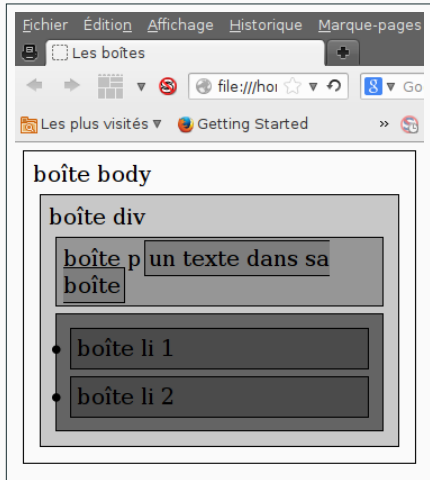 Fichier Édition Affichage Historique Marque-pages
Les boîtes
file:///hor 8 Go
Les plus visités Getting Started »
boîte body
boîte div
boîte p un texte dans sa
boîte
boîte li 1
boîte li 2